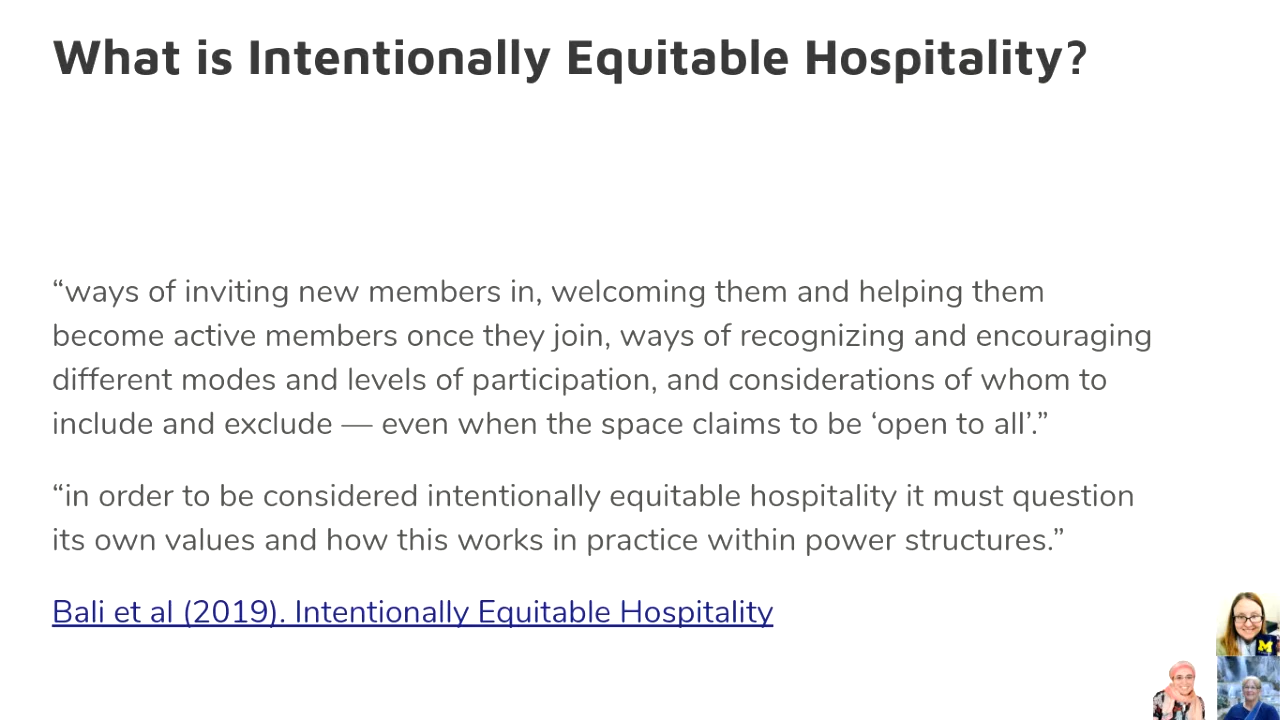 What is Intentionally Equitable Hospitality?
“ways of inviting new members in, welcoming them and helping them
become active members once they join, ways of recognizing and encouraging
different modes and levels of participation, and considerations of whom to
include and exclude — even when the space claims to be ‘open to all’.”
“in order to be considered intentionally equitable hospitality it must question
its own values and how this works in practice within power structures.”
Bali et al (2019). Intentionally Equitable Hospitality
M